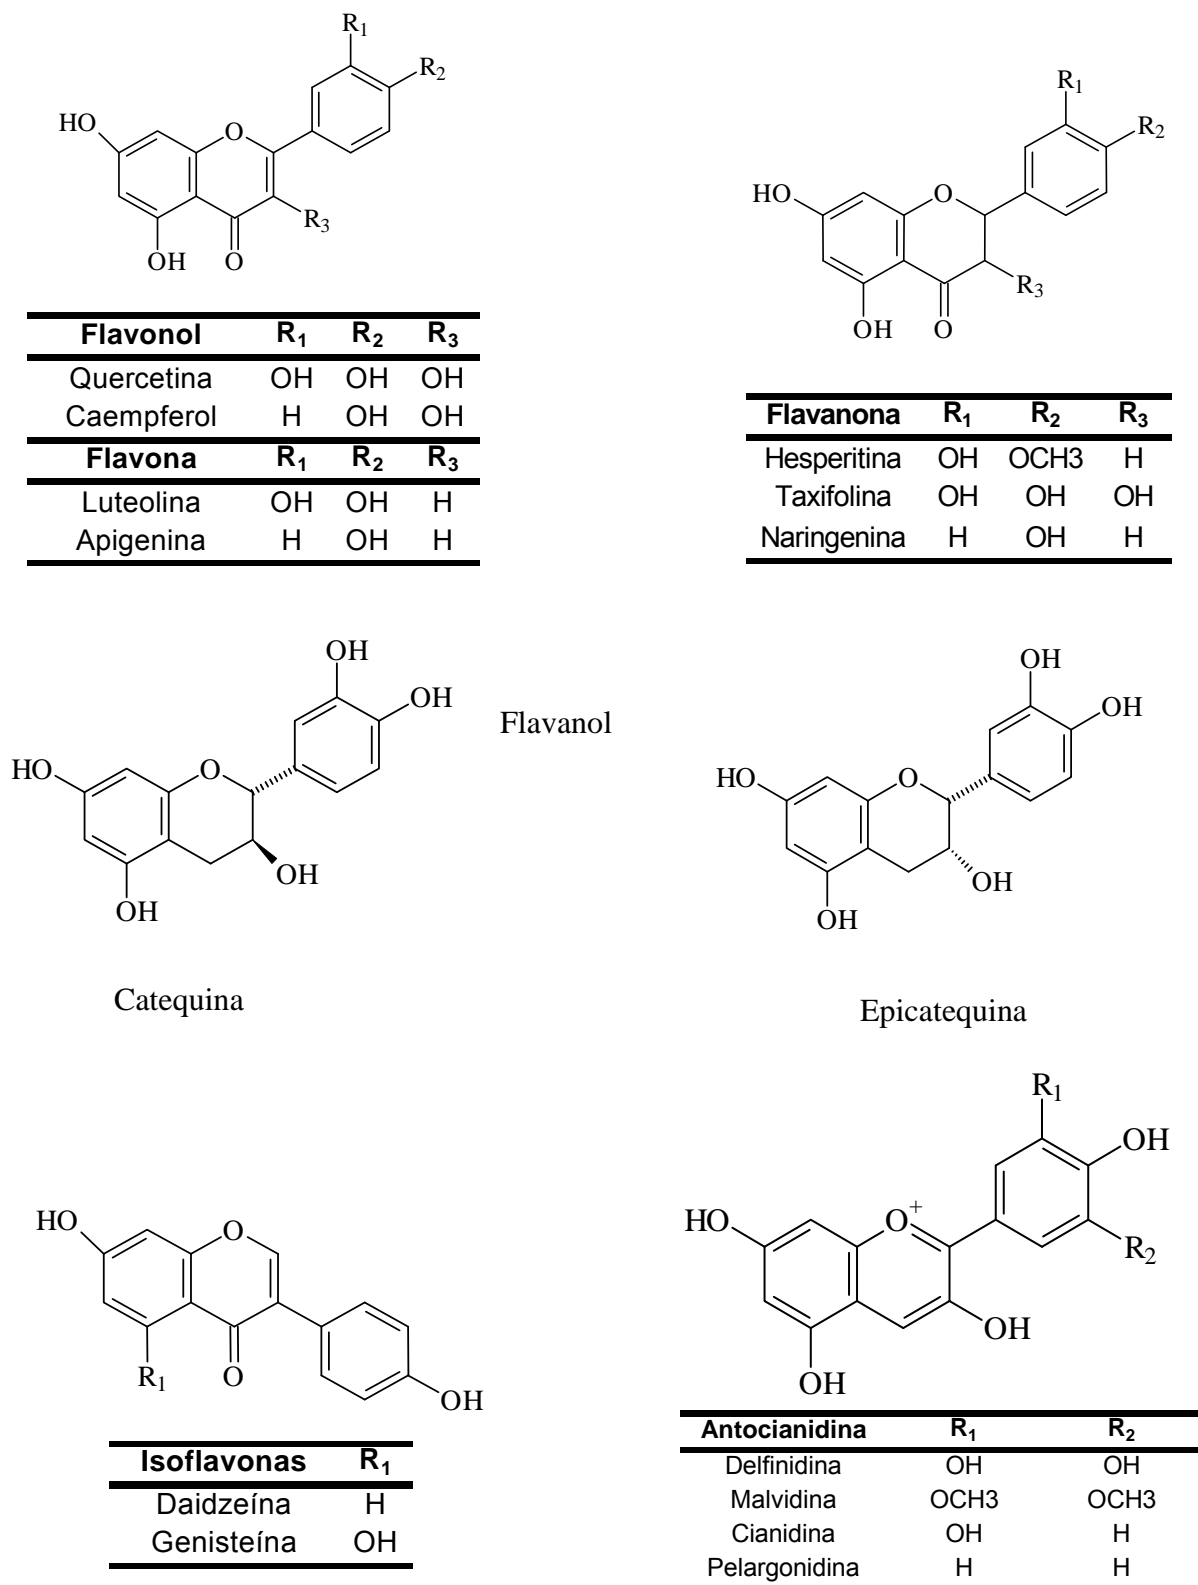 R1
R2
HO
O
R3
OH
O
Flavonol R1 R2 R3
Quercetina OH OH OH
Caempferol H OH OH
Flavona R1 R2 R3
Luteolina OH OH H
Apigenina H OH H
R1
R2
HO
O
R3
OH
O
Flavanona R1 R2 R3
Hesperitina OH OCH3 H
Taxifolina OH OH OH
Naringenina H OH H
OH
OH
HO
O
OH
OH
Catequina
Flavanol
OH
OH
HO
O
OH
OH
Epicatequina
HO
O
R1
O
OH
Isoflavonas R1
Daidzeína H
Genisteína OH
R1
OH
HO
O+
R2
OH
OH
Antocianidina R1 R2
Delfinidina OH OH
Malvidina OCH3 OCH3
Cianidina OH H
Pelargonidina H H